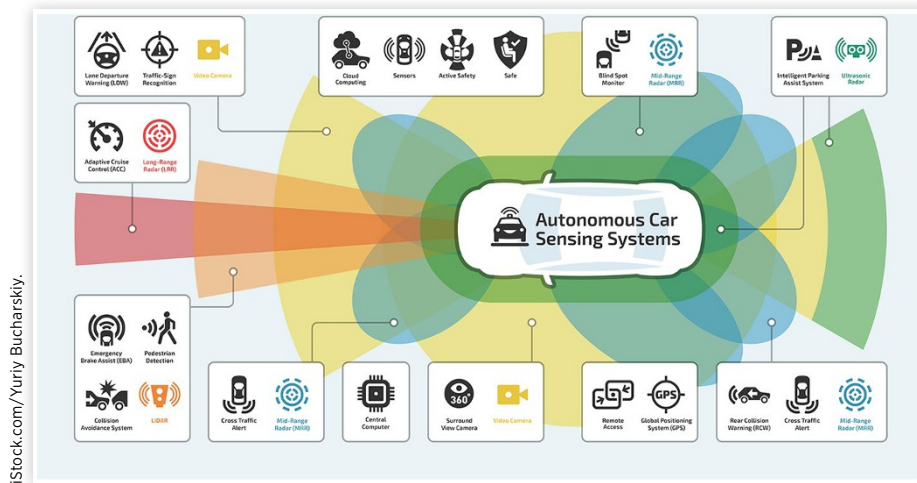 Lane Departure
Warning (LDW)
Traffic-Sign
Recognition
Video Camera
Cloud
Computing
Sensors
Active Safety
Safe
Blind Spot
Monitor
Mid-Range
Radar (MRR)
Intelligent Parking
Assist System
Ultrasonic
Radar
Adaptive Cruise
Control (ACC)
Long-Range
Radar (LRR)
Autonomous Car
Sensing Systems
Emergency
Brake Assist (EBA)
Pedestrian
Detection
Collision
Avoidance System
LiDAR
Cross Traffic
Alert
Mid-Range
Radar (MRR)
Central
Computer
360°
Surround
View Camera
Video Camera
Remote
Access
GPS
Global Positioning
System (GPS)
Rear Collision
Warning (RCW)
Cross Traffic
Alert
Mid-Range
Radar (MRR)
iStock.com/Yuriy Bucharskiy.